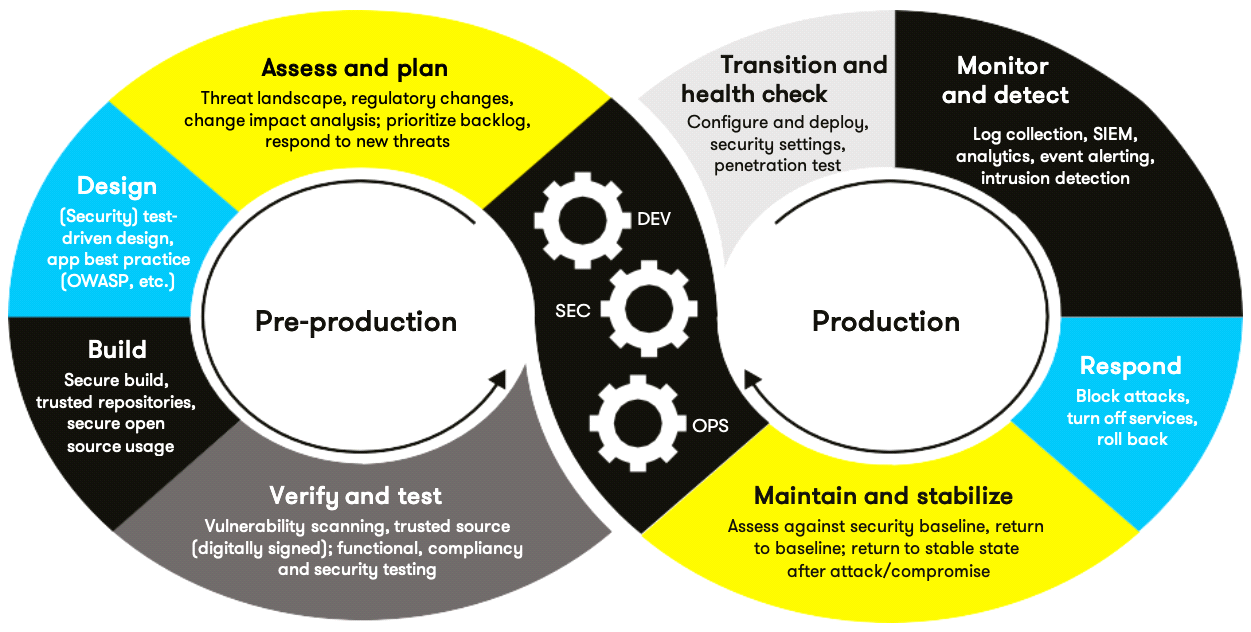 Assess and plan
Threat landscape, regulatory changes,
change impact analysis; prioritize backlog,
respond to new threats
Design
(Security) test-
driven design,
app best practice
(OWASP, etc.)
Build
Secure build,
trusted repositories,
secure open
source usage
Verify and test
Vulnerability scanning, trusted source
(digitally signed); functional, compliancy
and security testing
Pre-production
DEV
SEC
OPS
Transition and
health check
Configure and deploy,
security settings,
penetration test
Monitor
and detect
Log collection, SIEM,
analytics, event alerting,
intrusion detection
Production
Respond
Block attacks,
turn off services,
roll back
Maintain and stabilize
Assess against security baseline, return
to baseline; return to stable state
after attack/compromise